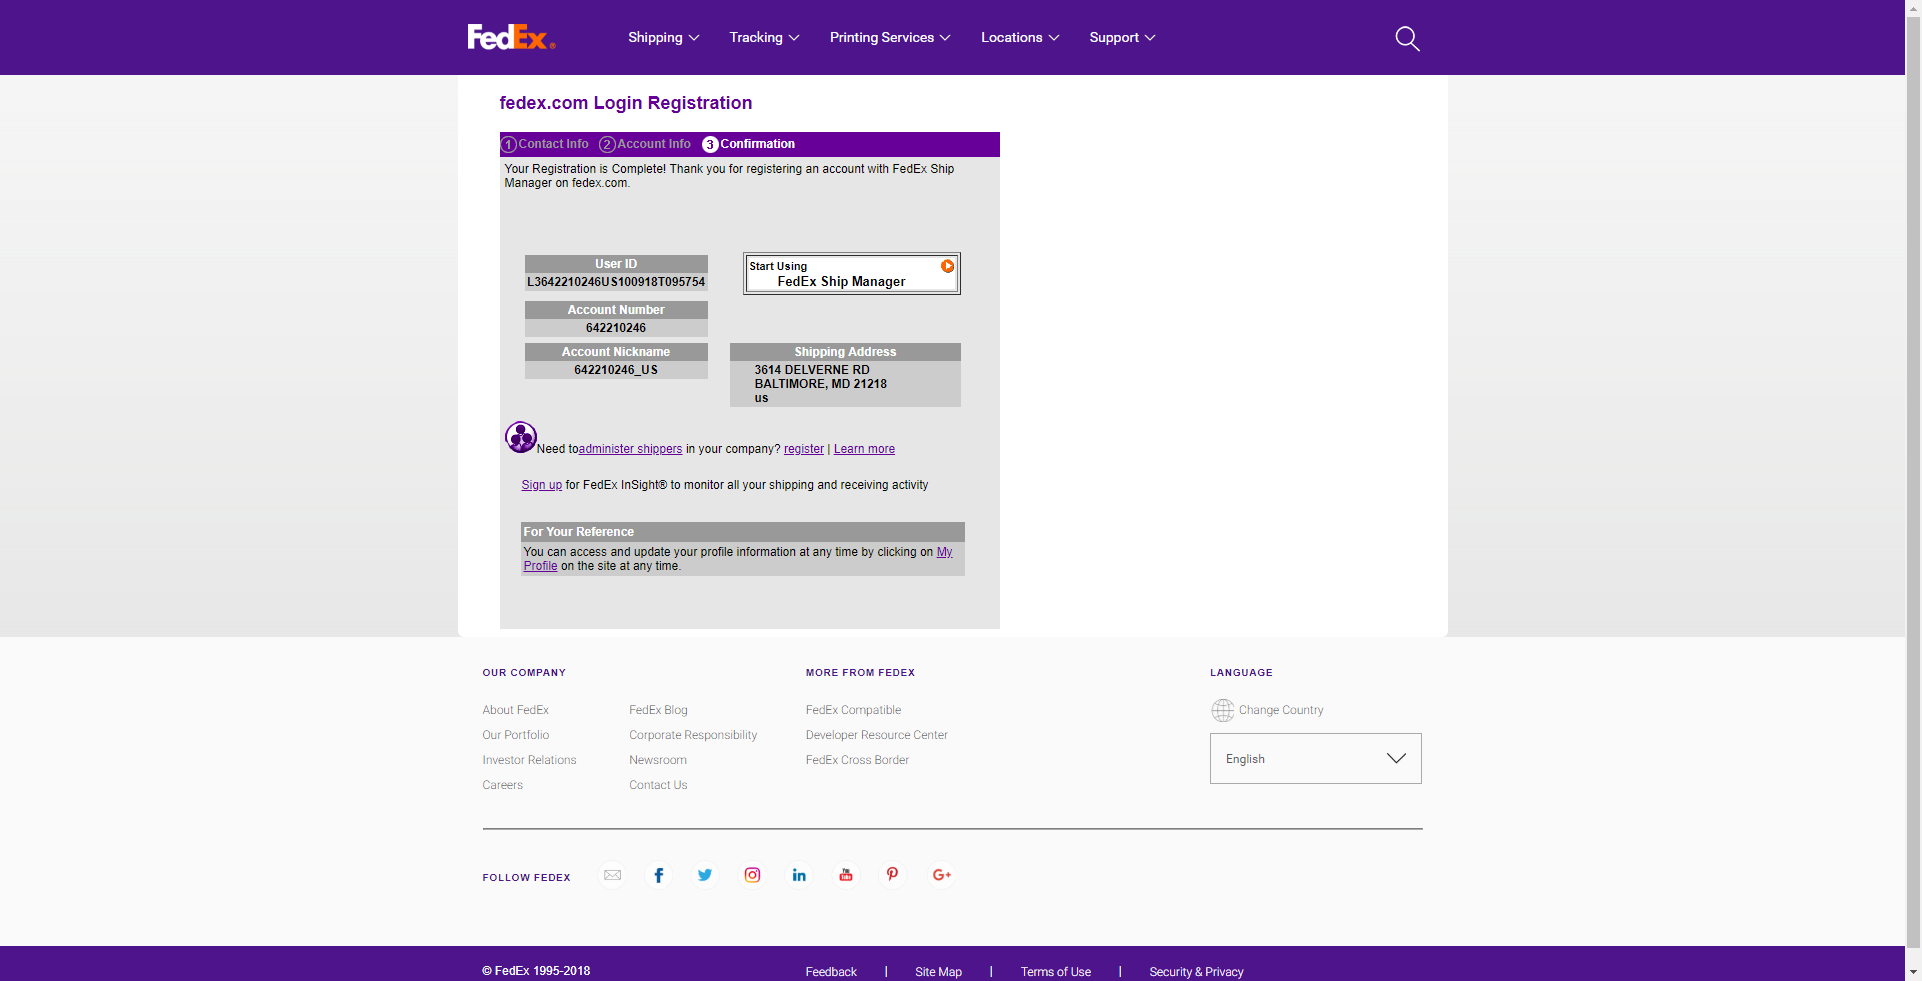 FedEx®
Shipping
Tracking
Printing Services
Locations
Support
fedex.com Login Registration
1 Contact Info 2 Account Info 3 Confirmation
Your Registration is Complete! Thank you for registering an account with FedEx Ship
Manager on fedex.com.
User ID
L3642210246US100918T095754
Start Using
FedEx Ship Manager
Account Number
642210246
Account Nickname
642210246_US
Shipping Address
3614 DELVERNE RD
BALTIMORE, MD 21218
us
Need toadminister shippers in your company? register | Learn more
Sign up for FedEx InSight® to monitor all your shipping and receiving activity
For Your Reference
You can access and update your profile information at any time by clicking on My
Profile on the site at any time.
OUR COMPANY
About FedEx
Our Portfolio
Investor Relations
Careers
FedEx Blog
Corporate Responsibility
Newsroom
Contact Us
MORE FROM FEDEX
FedEx Compatible
Developer Resource Center
FedEx Cross Border
LANGUAGE
Change Country
English
FOLLOW FEDEX
© FedEx 1995-2018
Feedback | Site Map | Terms of Use | Security & Privacy